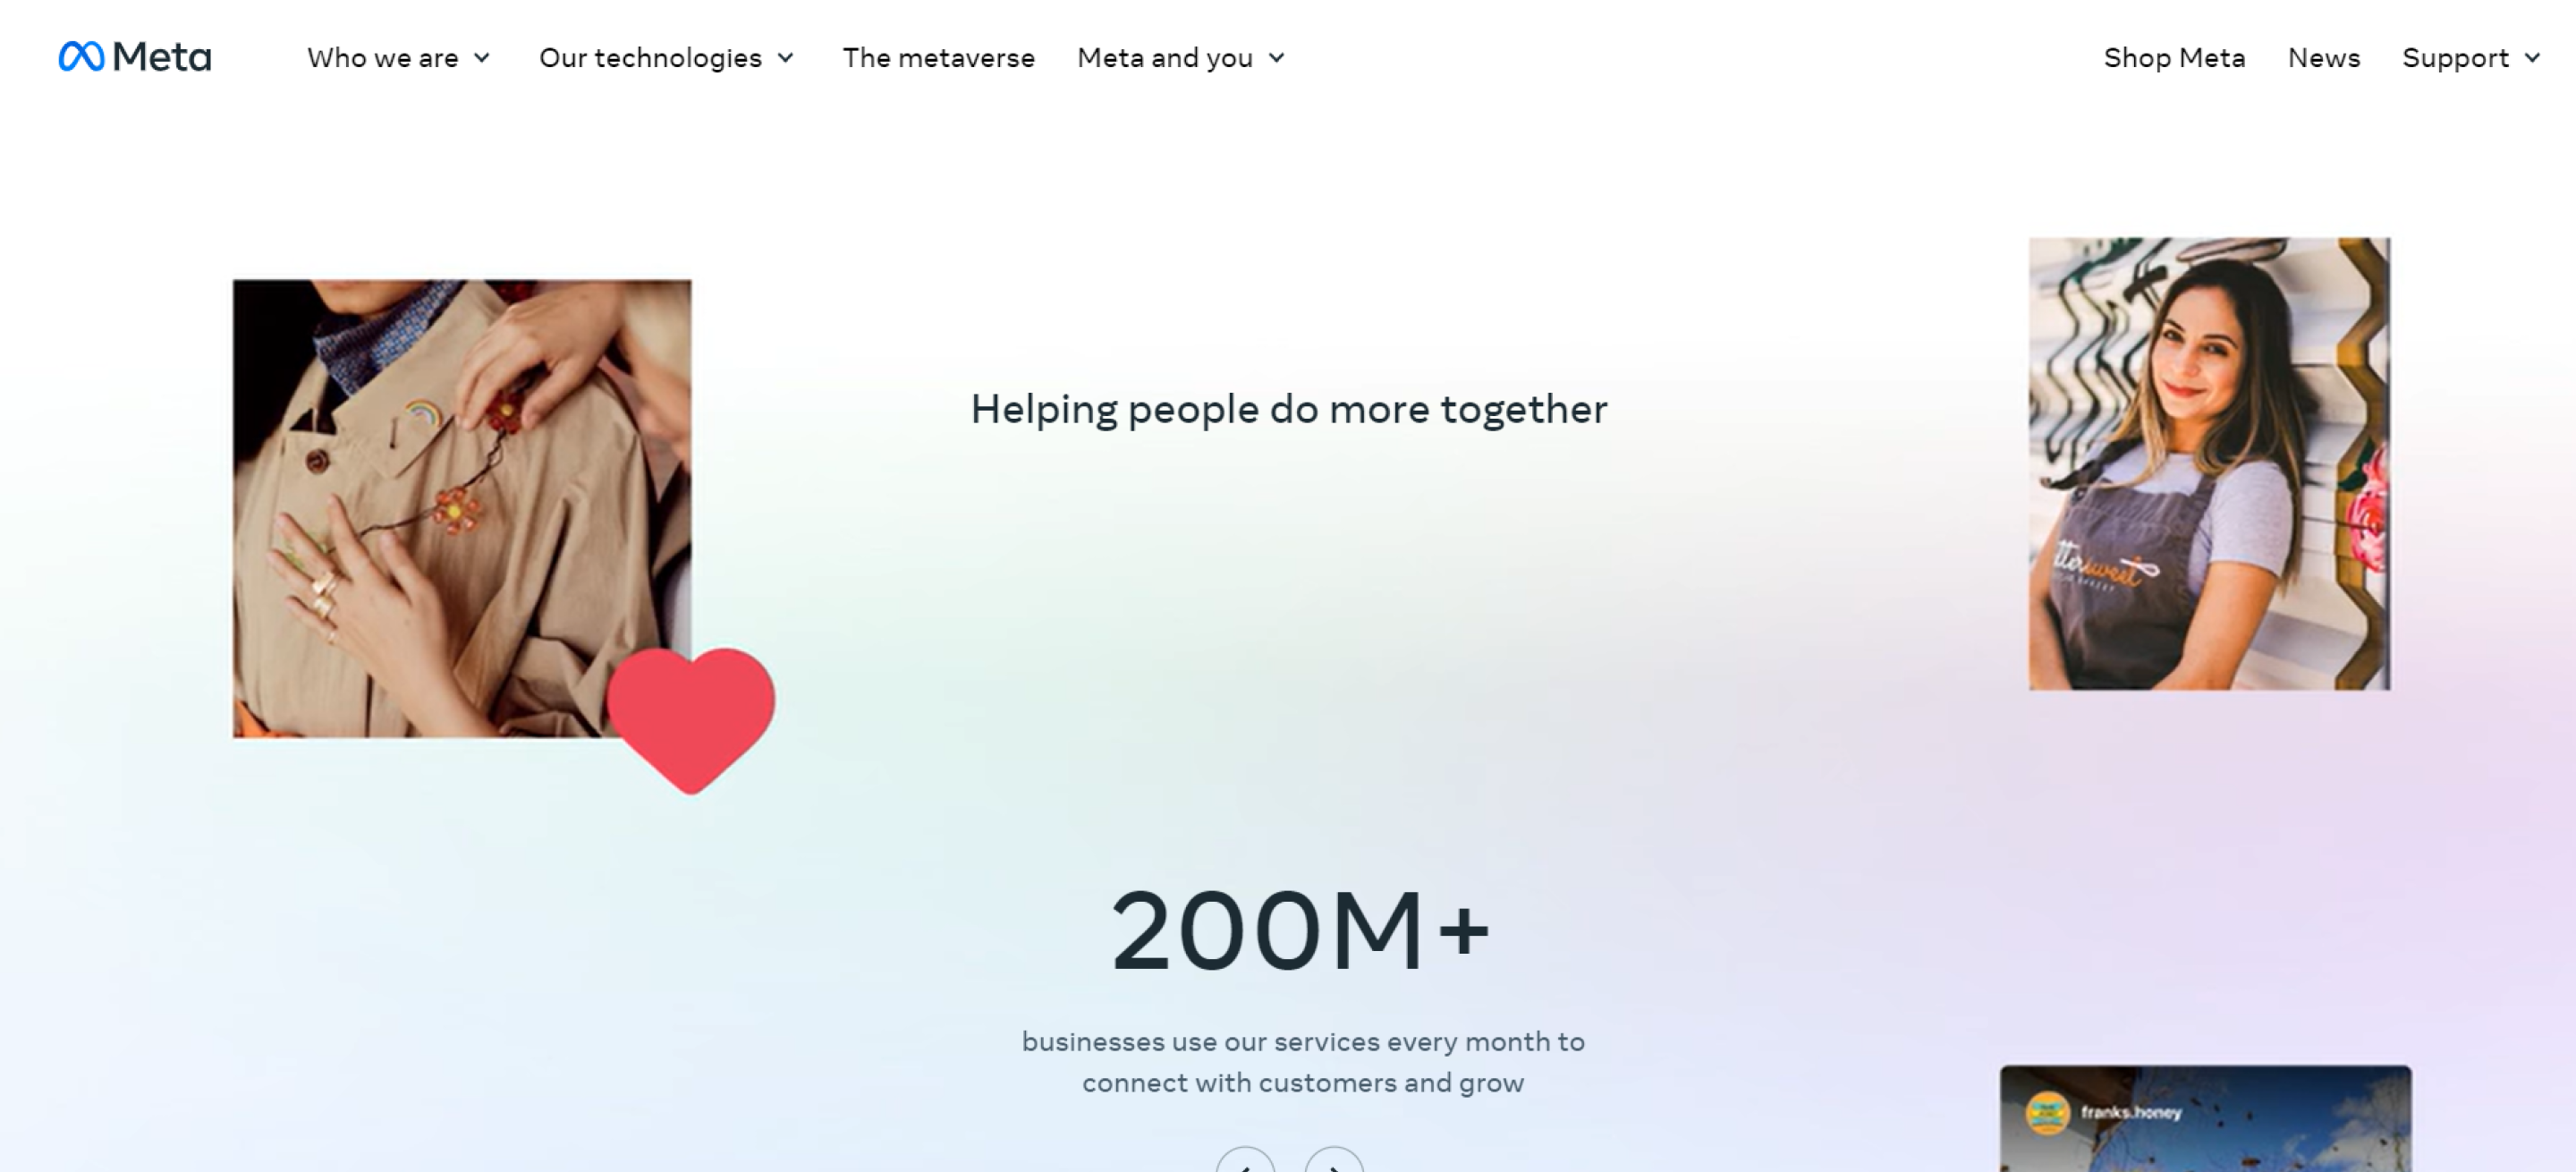 Meta
Who we are
Our technologies
The metaverse
Meta and you
Shop Meta
News
Support
Helping people do more together
200M+
businesses use our services every month to
connect with customers and grow
franks.honey